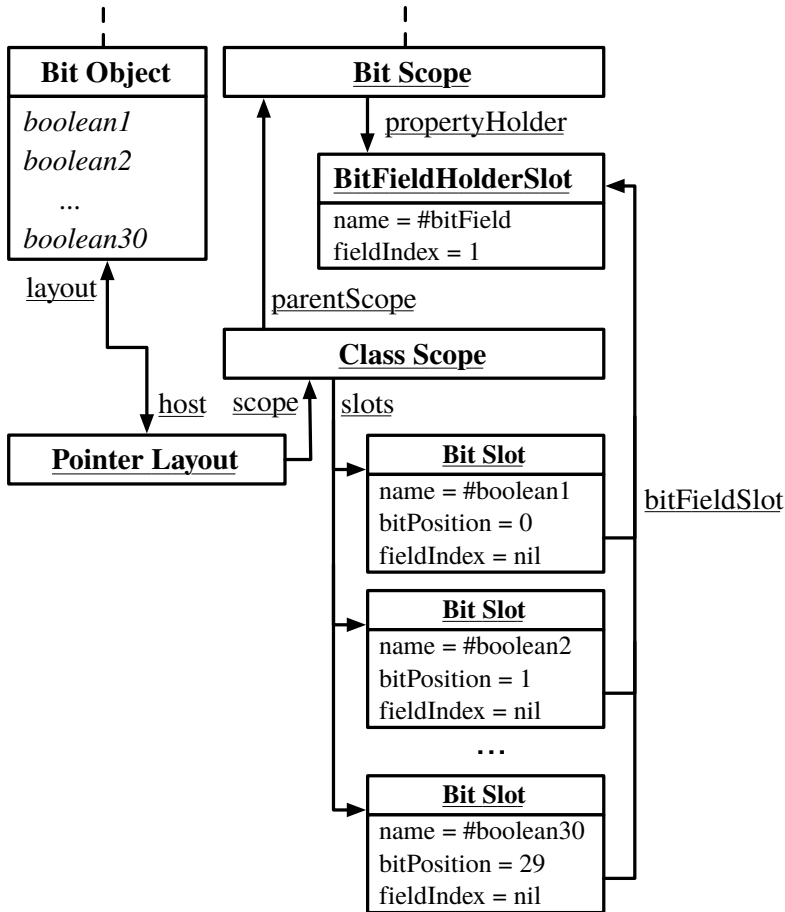 Bit Object
boolean1
boolean2
...
boolean30
layout
host
Pointer Layout
Bit Scope
propertyHolder
BitFieldHolderSlot
name = #bitField
fieldIndex = 1
parentScope
Class Scope
scope
slots
Bit Slot
name = #boolean1
bitPosition = 0
fieldIndex = nil
bitFieldSlot
Bit Slot
name = #boolean2
bitPosition = 1
fieldIndex = nil
...
Bit Slot
name = #boolean30
bitPosition = 29
fieldIndex = nil